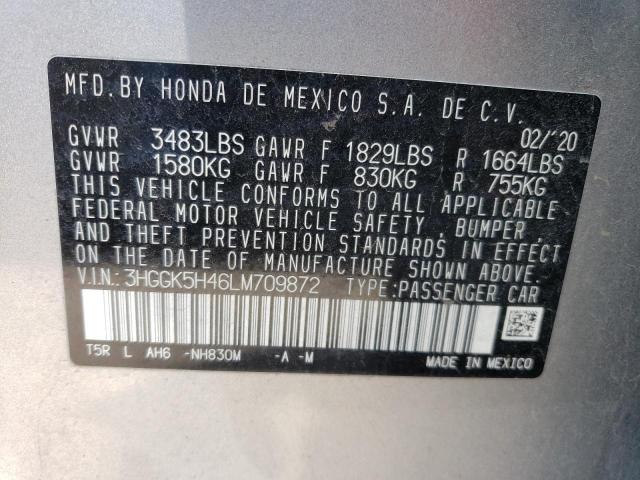 MFD. BY HONDA DE MEXICO S.A. DE C.V.
02/'20
GVWR 3483LBS GAWR F 1829LBS R 1664LBS
GVWR 1580KG GAWR F 830KG R 755KG
THIS VEHICLE CONFORMS TO ALL APPLICABLE
FEDERAL MOTOR VEHICLE SAFETY, BUMPER,
AND THEFT PREVENTION STANDARDS IN EFFECT
ON THE DATE OF MANUFACTURE SHOWN ABOVE.
V.I.N.: 3HGGK5H46LM709872 TYPE:PASSENGER CAR
T5R L AH6 -NH830M -A -M
MADE IN MEXICO